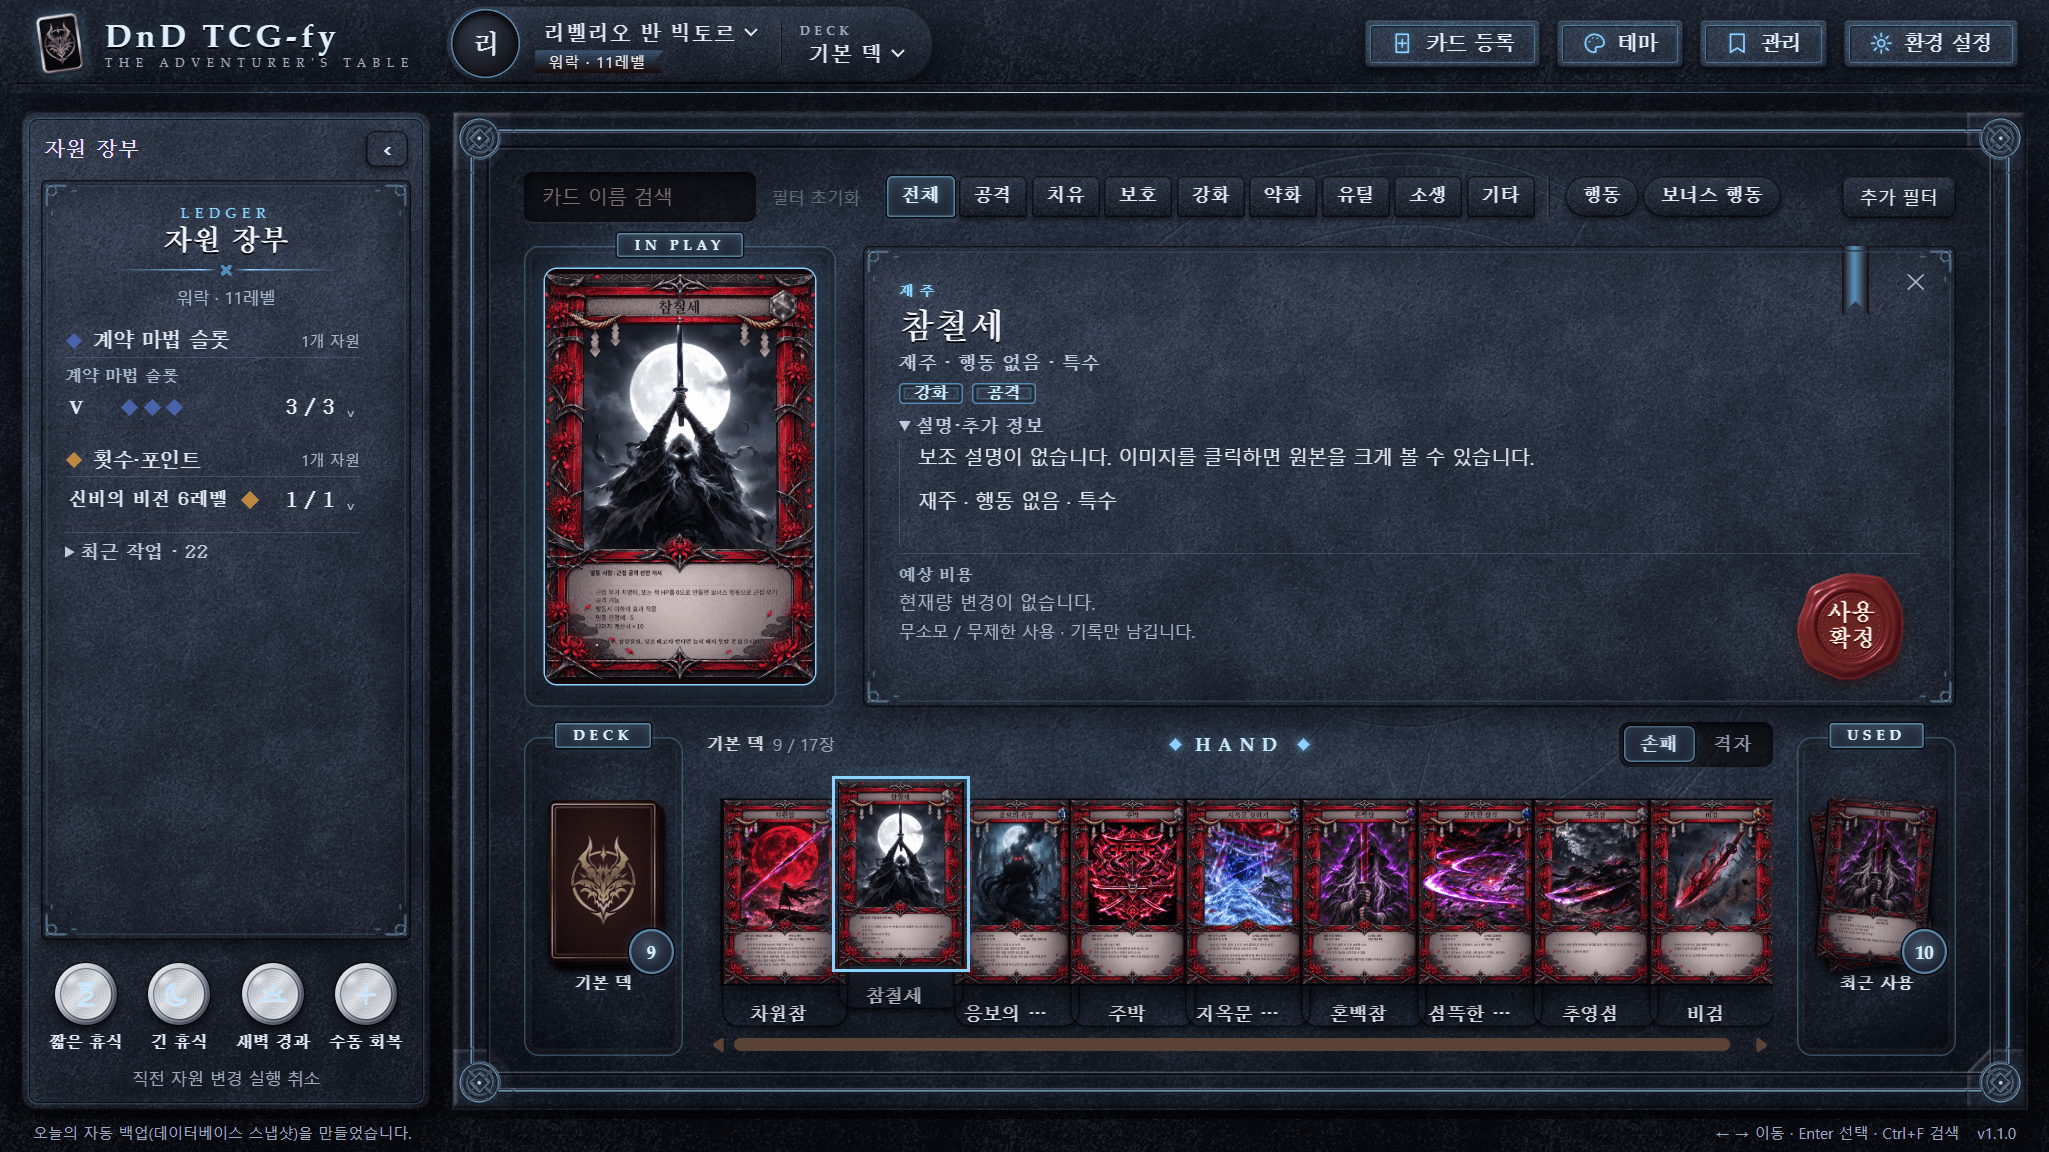 DnD TCG-fy
THE ADVENTURER'S TABLE
리
리벨리오 반 빅토르
워락 · 11레벨
DECK
기본 덱
카드 등록
테마
관리
환경 설정
자원 장부
LEDGER
자원 장부
워락 · 11레벨
계약 마법 슬롯 1개 자원
계약 마법 슬롯
V 3 / 3 v
횟수·포인트 1개 자원
신비의 비전 6레벨 1 / 1 v
최근 작업 · 22
짧은 휴식
긴 휴식
새벽 경과
수동 회복
직전 자원 변경 실행 취소
카드 이름 검색
필터 초기화
전체
공격
치유
보호
강화
약화
유틸
소생
기타
행동
보너스 행동
추가 필터
IN PLAY
참철세
재주
참철세
재주 · 행동 없음 · 특수
강화 공격
설명·추가 정보
보조 설명이 없습니다. 이미지를 클릭하면 원본을 크게 볼 수 있습니다.
재주 · 행동 없음 · 특수
예상 비용
현재량 변경이 없습니다.
무소모 / 무제한 사용 · 기록만 남깁니다.
사용
확정
DECK
9
기본 덱
기본 덱 9 / 17장
HAND
손패
격자
차원참
참철세
응보의 ···
주박
지옥문 ···
혼백참
섬뜩한 ···
추영섬
비검
USED
10
최근 사용
오늘의 자동 백업(데이터베이스 스냅샷)을 만들었습니다.
← → 이동 · Enter 선택 · Ctrl+F 검색 v1.1.0